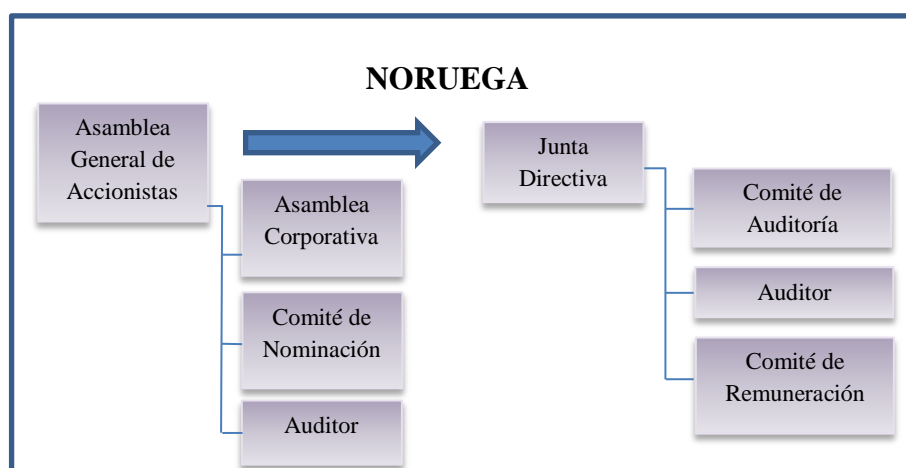 NORUEGA
Asamblea
General de
Accionistas
Asamblea
Corporativa
Comité de
Nominación
Auditor
Junta
Directiva
Comité de
Auditoría
Auditor
Comité de
Remuneración